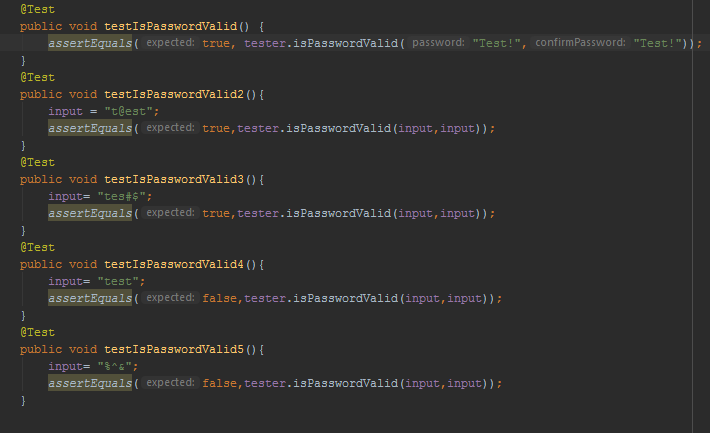 @Test
public void testIsPasswordValid() {
assertEquals( expected: true, tester.isPasswordValid( password: "Test!", confirmPassword: "Test!"));
}
@Test
public void testIsPasswordValid2(){
input = "t@est";
assertEquals( expected: true,tester.isPasswordValid(input,input));
}
@Test
public void testIsPasswordValid3(){
input= "tes#$";
assertEquals( expected: true,tester.isPasswordValid(input,input));
}
@Test
public void testIsPasswordValid4(){
input= "test";
assertEquals( expected: false,tester.isPasswordValid(input,input));
}
@Test
public void testIsPasswordValid5(){
input= "%^&";
assertEquals( expected: false,tester.isPasswordValid(input,input));
}